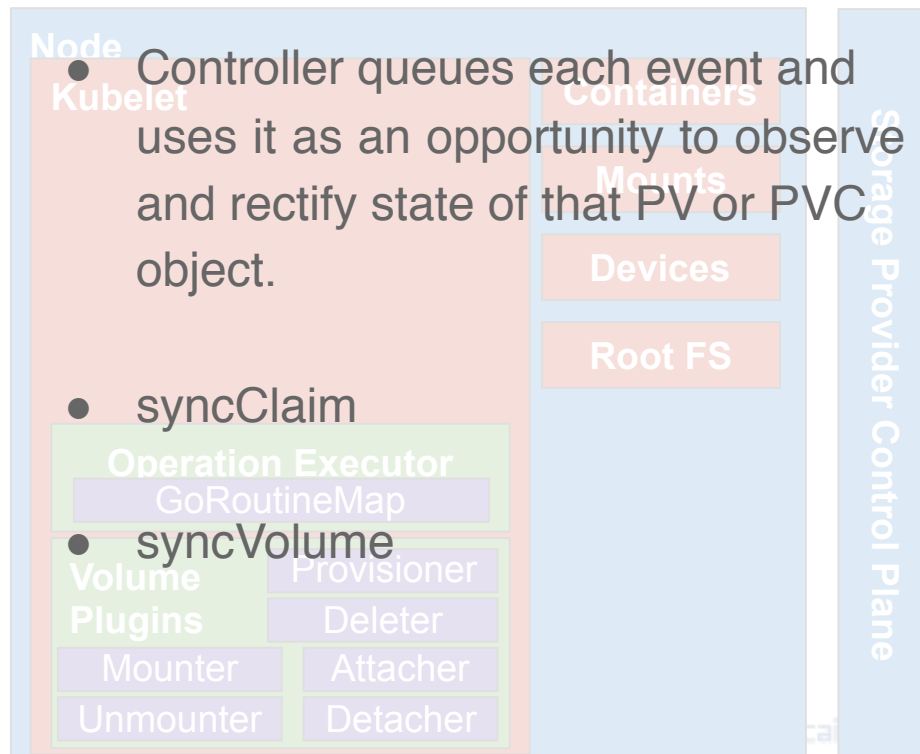 Node
● Controller queues each event and
uses it as an opportunity to observe
and rectify state of that PV or PVC
object.
● syncClaim
● syncVolume
Kubelet
Containers
Mounts
Devices
Root FS
Operation Executor
GoRoutineMap
Volume
Plugins
Provisioner
Deleter
Mounter
Attacher
Unmounter
Detacher
Storage Provider Control Plane